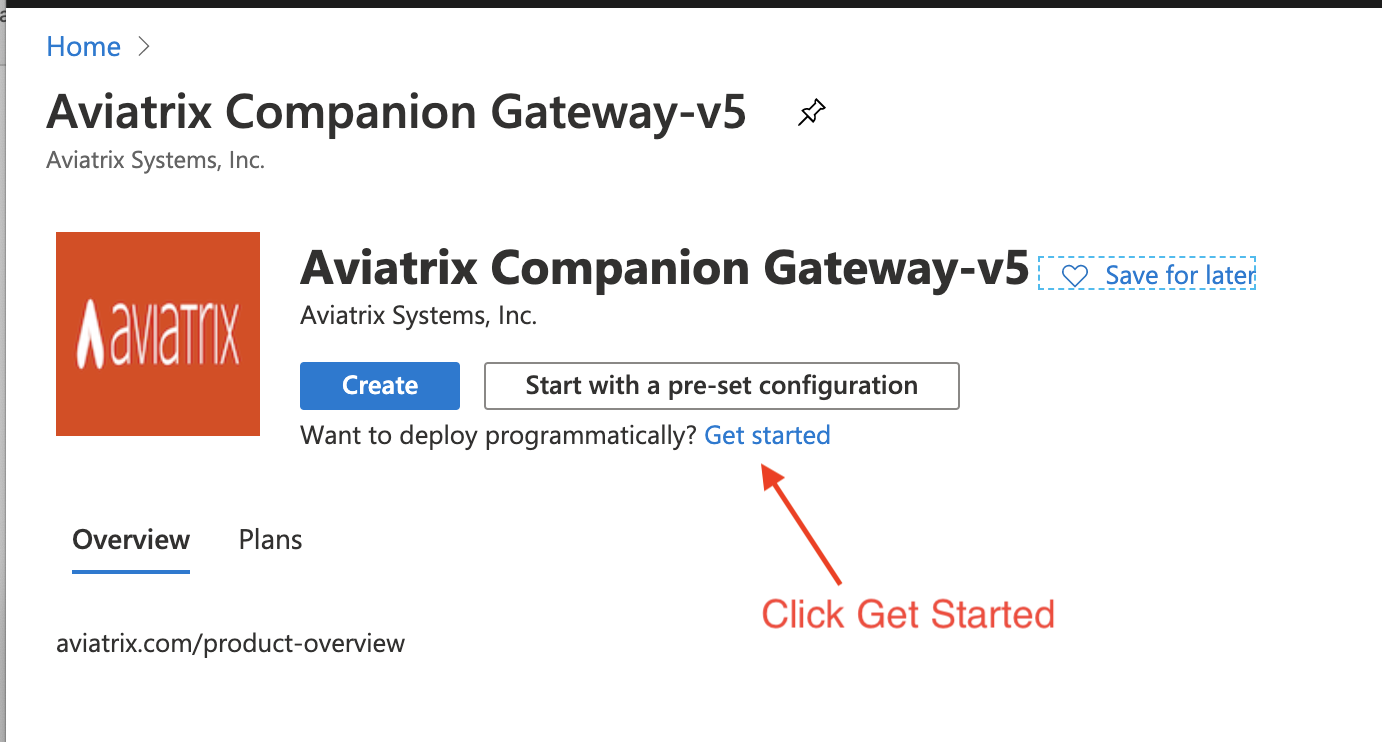 Home
Aviatrix Companion Gateway-v5
Aviatrix Systems, Inc.
aviatrix
Aviatrix Companion Gateway-v5
Save for later
Aviatrix Systems, Inc.
Create
Start with a pre-set configuration
Want to deploy programmatically? Get started
Overview
Plans
Click Get Started
aviatrix.com/product-overview